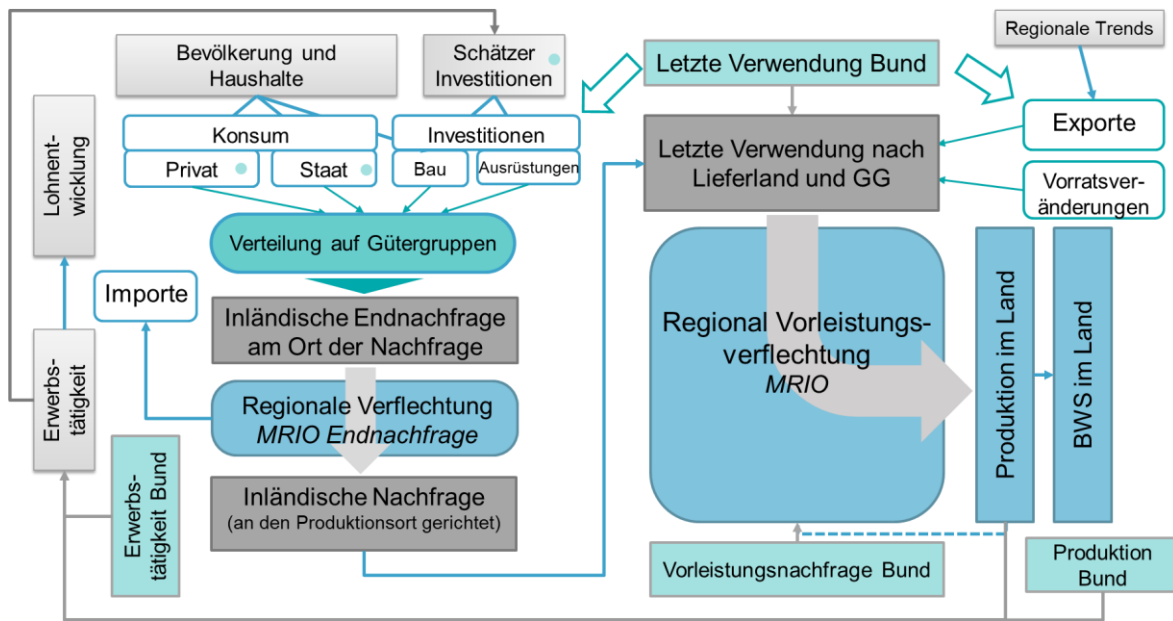 Bevölkerung und
Haushalte
Schätzer
Investitionen
Letzte Verwendung Bund
Regionale Trends
Konsum
Privat
Staat
Investitionen
Bau
Ausrüstungen
Letzte Verwendung nach
Lieferland und GG
Exporte
Vorratsver-
änderungen
Lohnent-
wicklung
Verteilung auf Gütergruppen
Importe
Inländische Endnachfrage
am Ort der Nachfrage
Regional Vorleistungs-
verflechtung
MRIO
Produktion im Land
BWS im Land
Erwerbs-
tätigkeit
Regionale Verflechtung
MRIO Endnachfrage
Erwerbs-
tätigkeit Bund
Inländische Nachfrage
(an den Produktionsort gerichtet)
Vorleistungsnachfrage Bund
Produktion
Bund